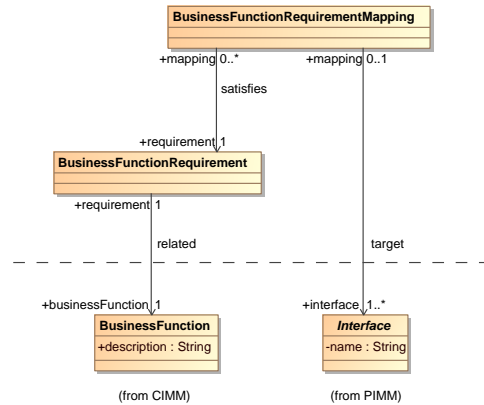 BusinessFunctionRequirementMapping
+mapping 0..*
+mapping 0..1
satisfies
+requirement 1
BusinessFunctionRequirement
+requirement 1
related
target
+businessFunction 1
+interface 1..*
BusinessFunction
+description : String
Interface
-name : String
(from CIMM)
(from PIMM)